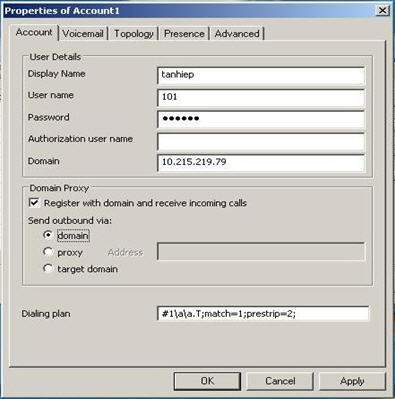 Properties of Account1
Account Voicemail Topology Presence Advanced
User Details
Display Name tanhiep
User name 101
Password ●●●●●●
Authorization user name
Domain 10.215.219.79
Domain Proxy
Register with domain and receive incoming calls
Send outbound via:
domain
proxy Address
target domain
Dialing plan #1\a\a.T;match=1;prestrip=2;
OK Cancel Apply